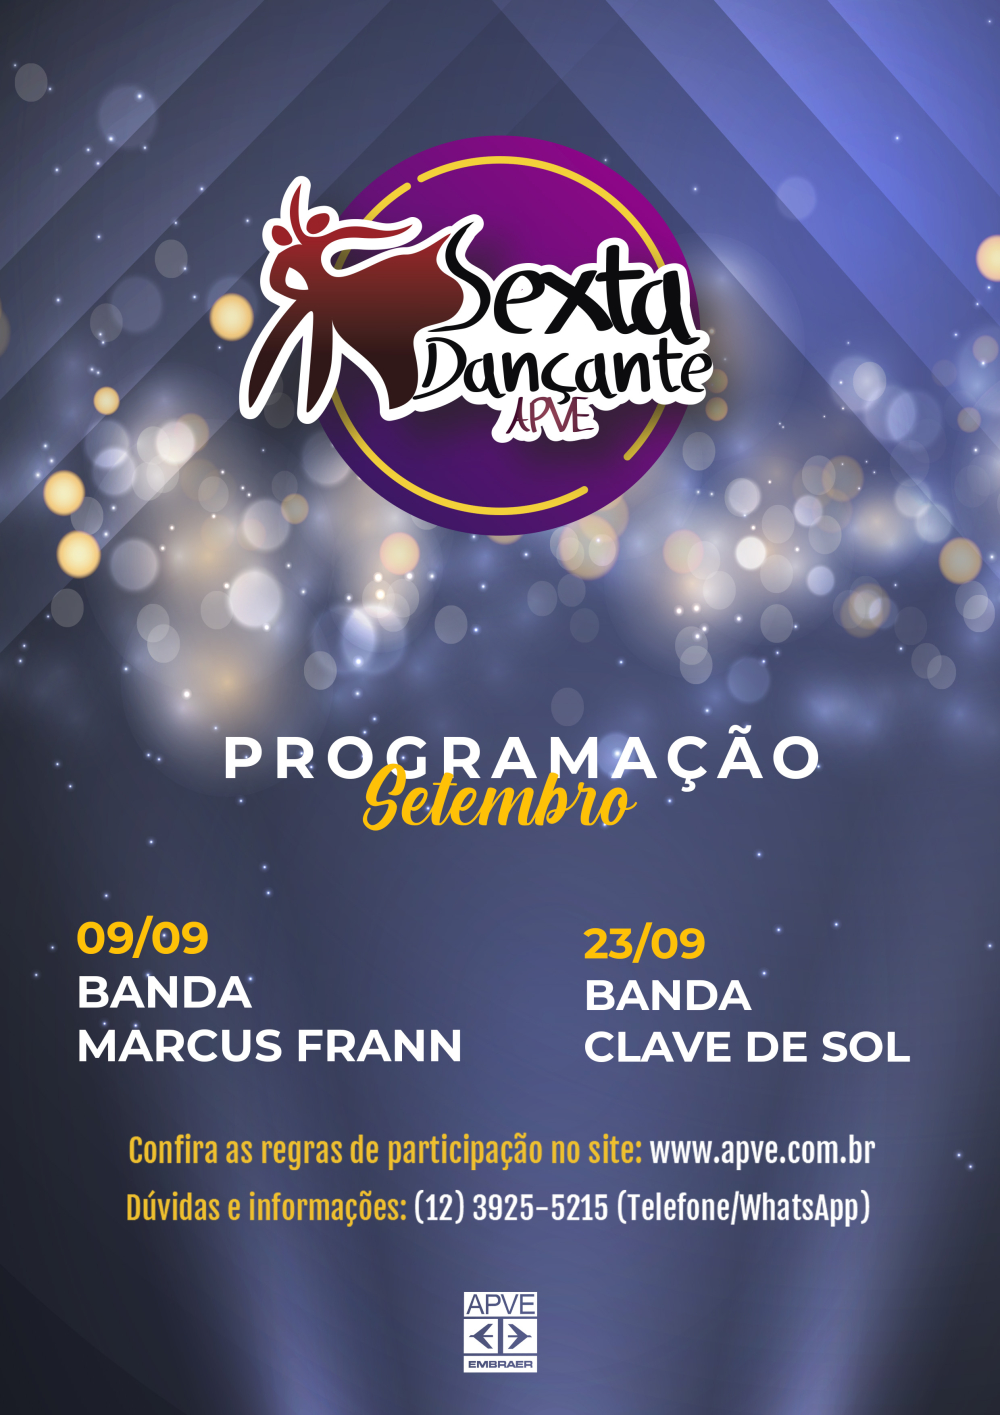 Sexta
Dançante
APVE
PROGRAMAÇÃO
Setembro
09/09
BANDA
MARCUS FRANN
23/09
BANDA
CLAVE DE SOL
Confira as regras de participação no site: www.apve.com.br
Dúvidas e informações: (12) 3925-5215 (Telefone/WhatsApp)
APVE
EMBRAER